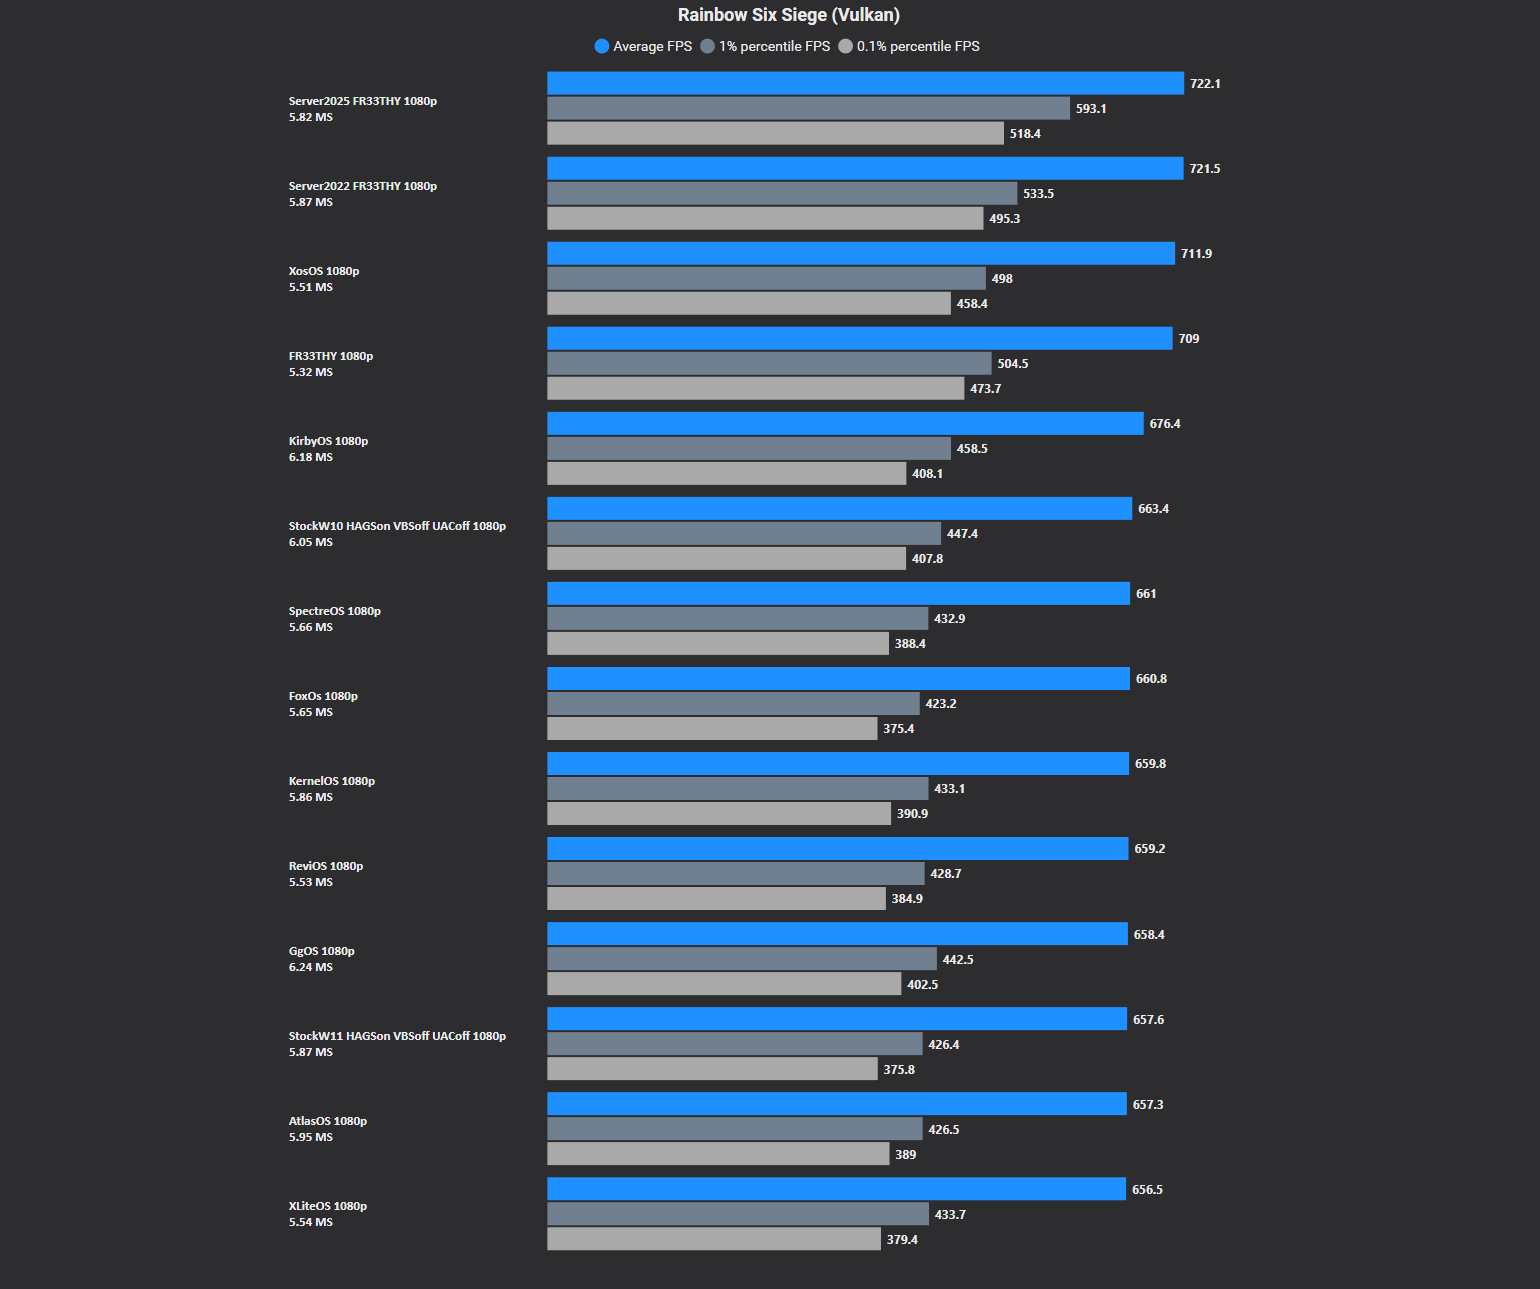 Rainbow Six Siege (Vulkan)
Average FPS 1% percentile FPS 0.1% percentile FPS
Server2025 FR33THY 1080p
5.82 MS
722.1
593.1
518.4
Server2022 FR33THY 1080p
5.87 MS
721.5
533.5
495.3
XosOS 1080p
5.51 MS
711.9
498
458.4
FR33THY 1080p
5.32 MS
709
504.5
473.7
KirbyOS 1080p
6.18 MS
676.4
458.5
408.1
StockW10 HAGSon VBSoff UACoff 1080p
6.05 MS
663.4
447.4
407.8
SpectreOS 1080p
5.66 MS
661
432.9
388.4
FoxOs 1080p
5.65 MS
660.8
423.2
375.4
KernelOS 1080p
5.86 MS
659.8
433.1
390.9
ReviOS 1080p
5.53 MS
659.2
428.7
384.9
GgOS 1080p
6.24 MS
658.4
442.5
402.5
StockW11 HAGSon VBSoff UACoff 1080p
5.87 MS
657.6
426.4
375.8
AtlasOS 1080p
5.95 MS
657.3
426.5
389
XLiteOS 1080p
5.54 MS
656.5
433.7
379.4